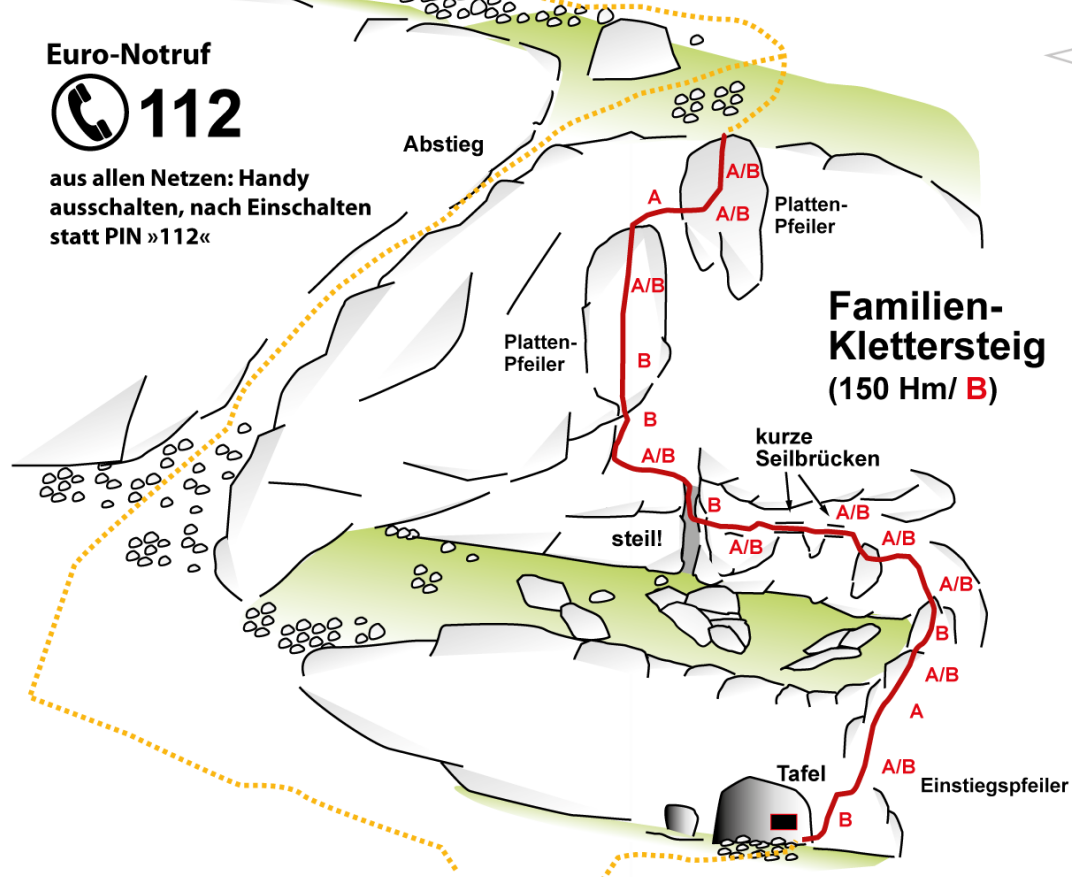 Euro-Notruf
112
aus allen Netzen: Handy
ausschalten, nach Einschalten
statt PIN »112«
Abstieg
A/B
A
A/B
Platten-
Pfeiler
A/B
Familien-
Klettersteig
(150 Hm/ B)
Platten-
Pfeiler
B
B
A/B
kurze
Seilbrücken
B
A/B
steil!
A/B
A/B
A/B
B
A/B
A
A/B
Tafel
Einstiegspfeiler
B